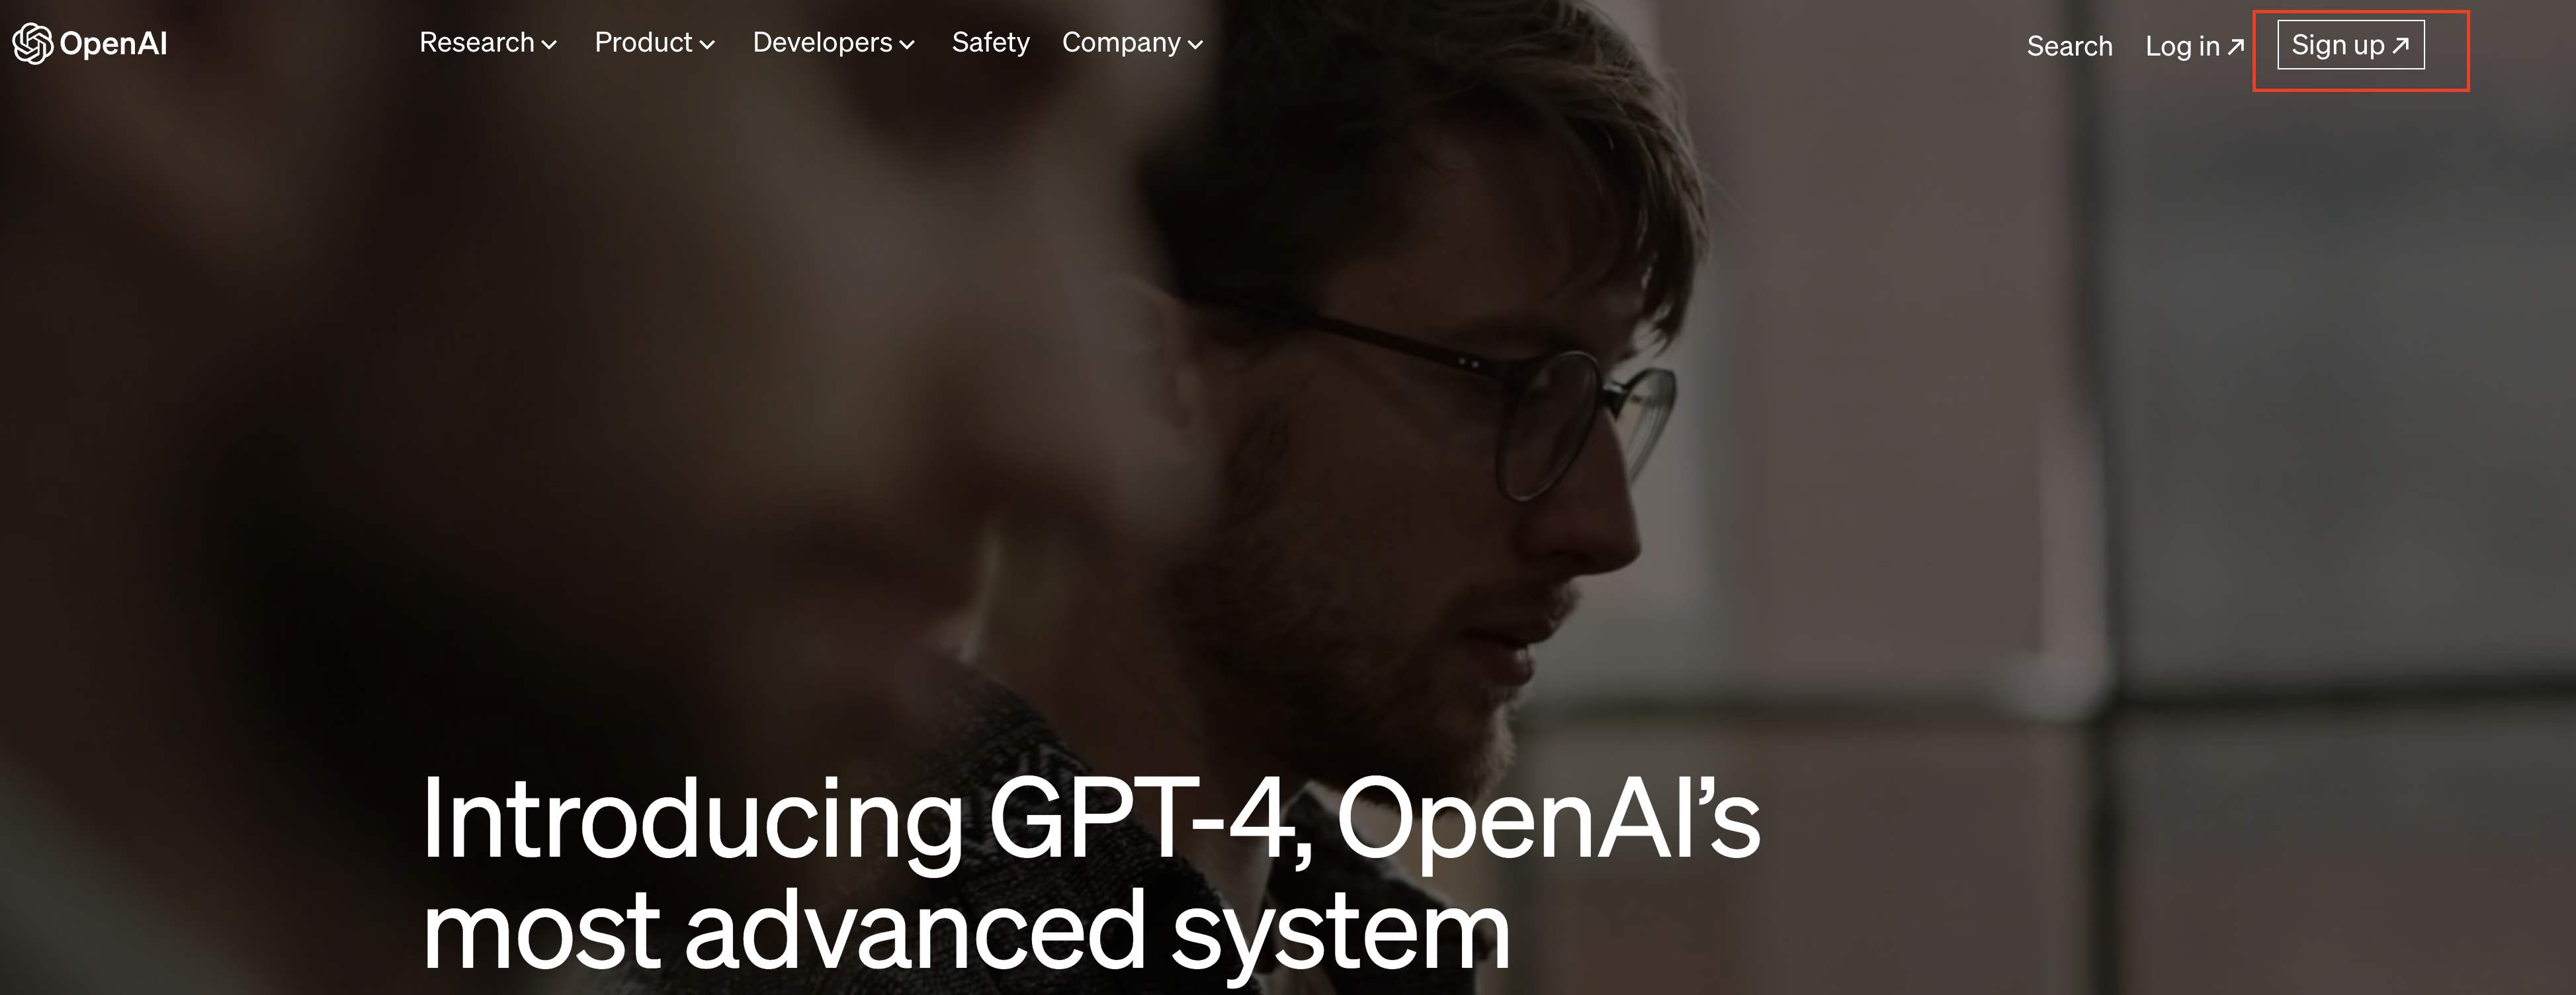 OpenAI
Research Product Developers Safety Company
Search Log in ↗ Sign up ↗
Introducing GPT-4, OpenAI’s
most advanced system